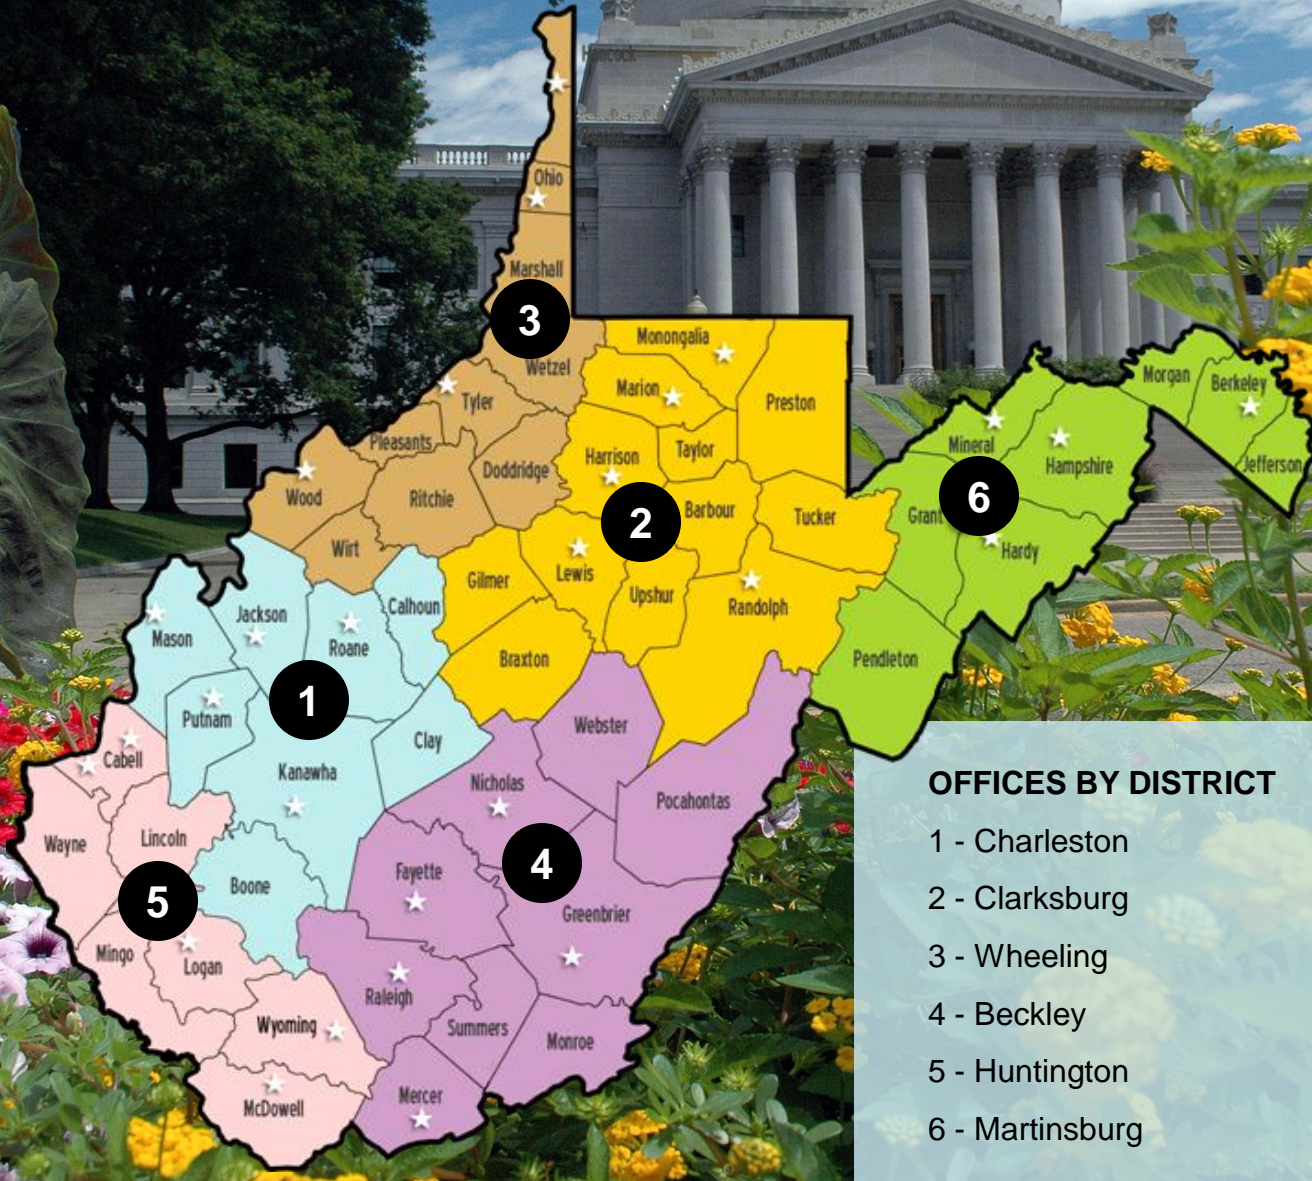 Hancock
Ohio
Marshall
3
Wetzel
Monongalia
Marion
Preston
Tyler
Pleasants
Taylor
Harrison
Doddridge
Wood
Ritchie
2
Barbour
Tucker
Wirt
Lewis
Gilmer
Upshur
Randolph
Braxton
Morgan
Berkeley
Jefferson
Mineral
Hampshire
6
Grant
Hardy
Pendleton
Calhoun
Jackson
Mason
Roane
1
Putnam
Clay
Kanawha
Boone
Cabell
Wayne
Lincoln
5
Mingo
Logan
Wyoming
McDowell
Webster
Nicholas
Pocahontas
4
Fayette
Greenbrier
Raleigh
Summers
Monroe
Mercer
OFFICES BY DISTRICT
1 - Charleston
2 - Clarksburg
3 - Wheeling
4 - Beckley
5 - Huntington
6 - Martinsburg